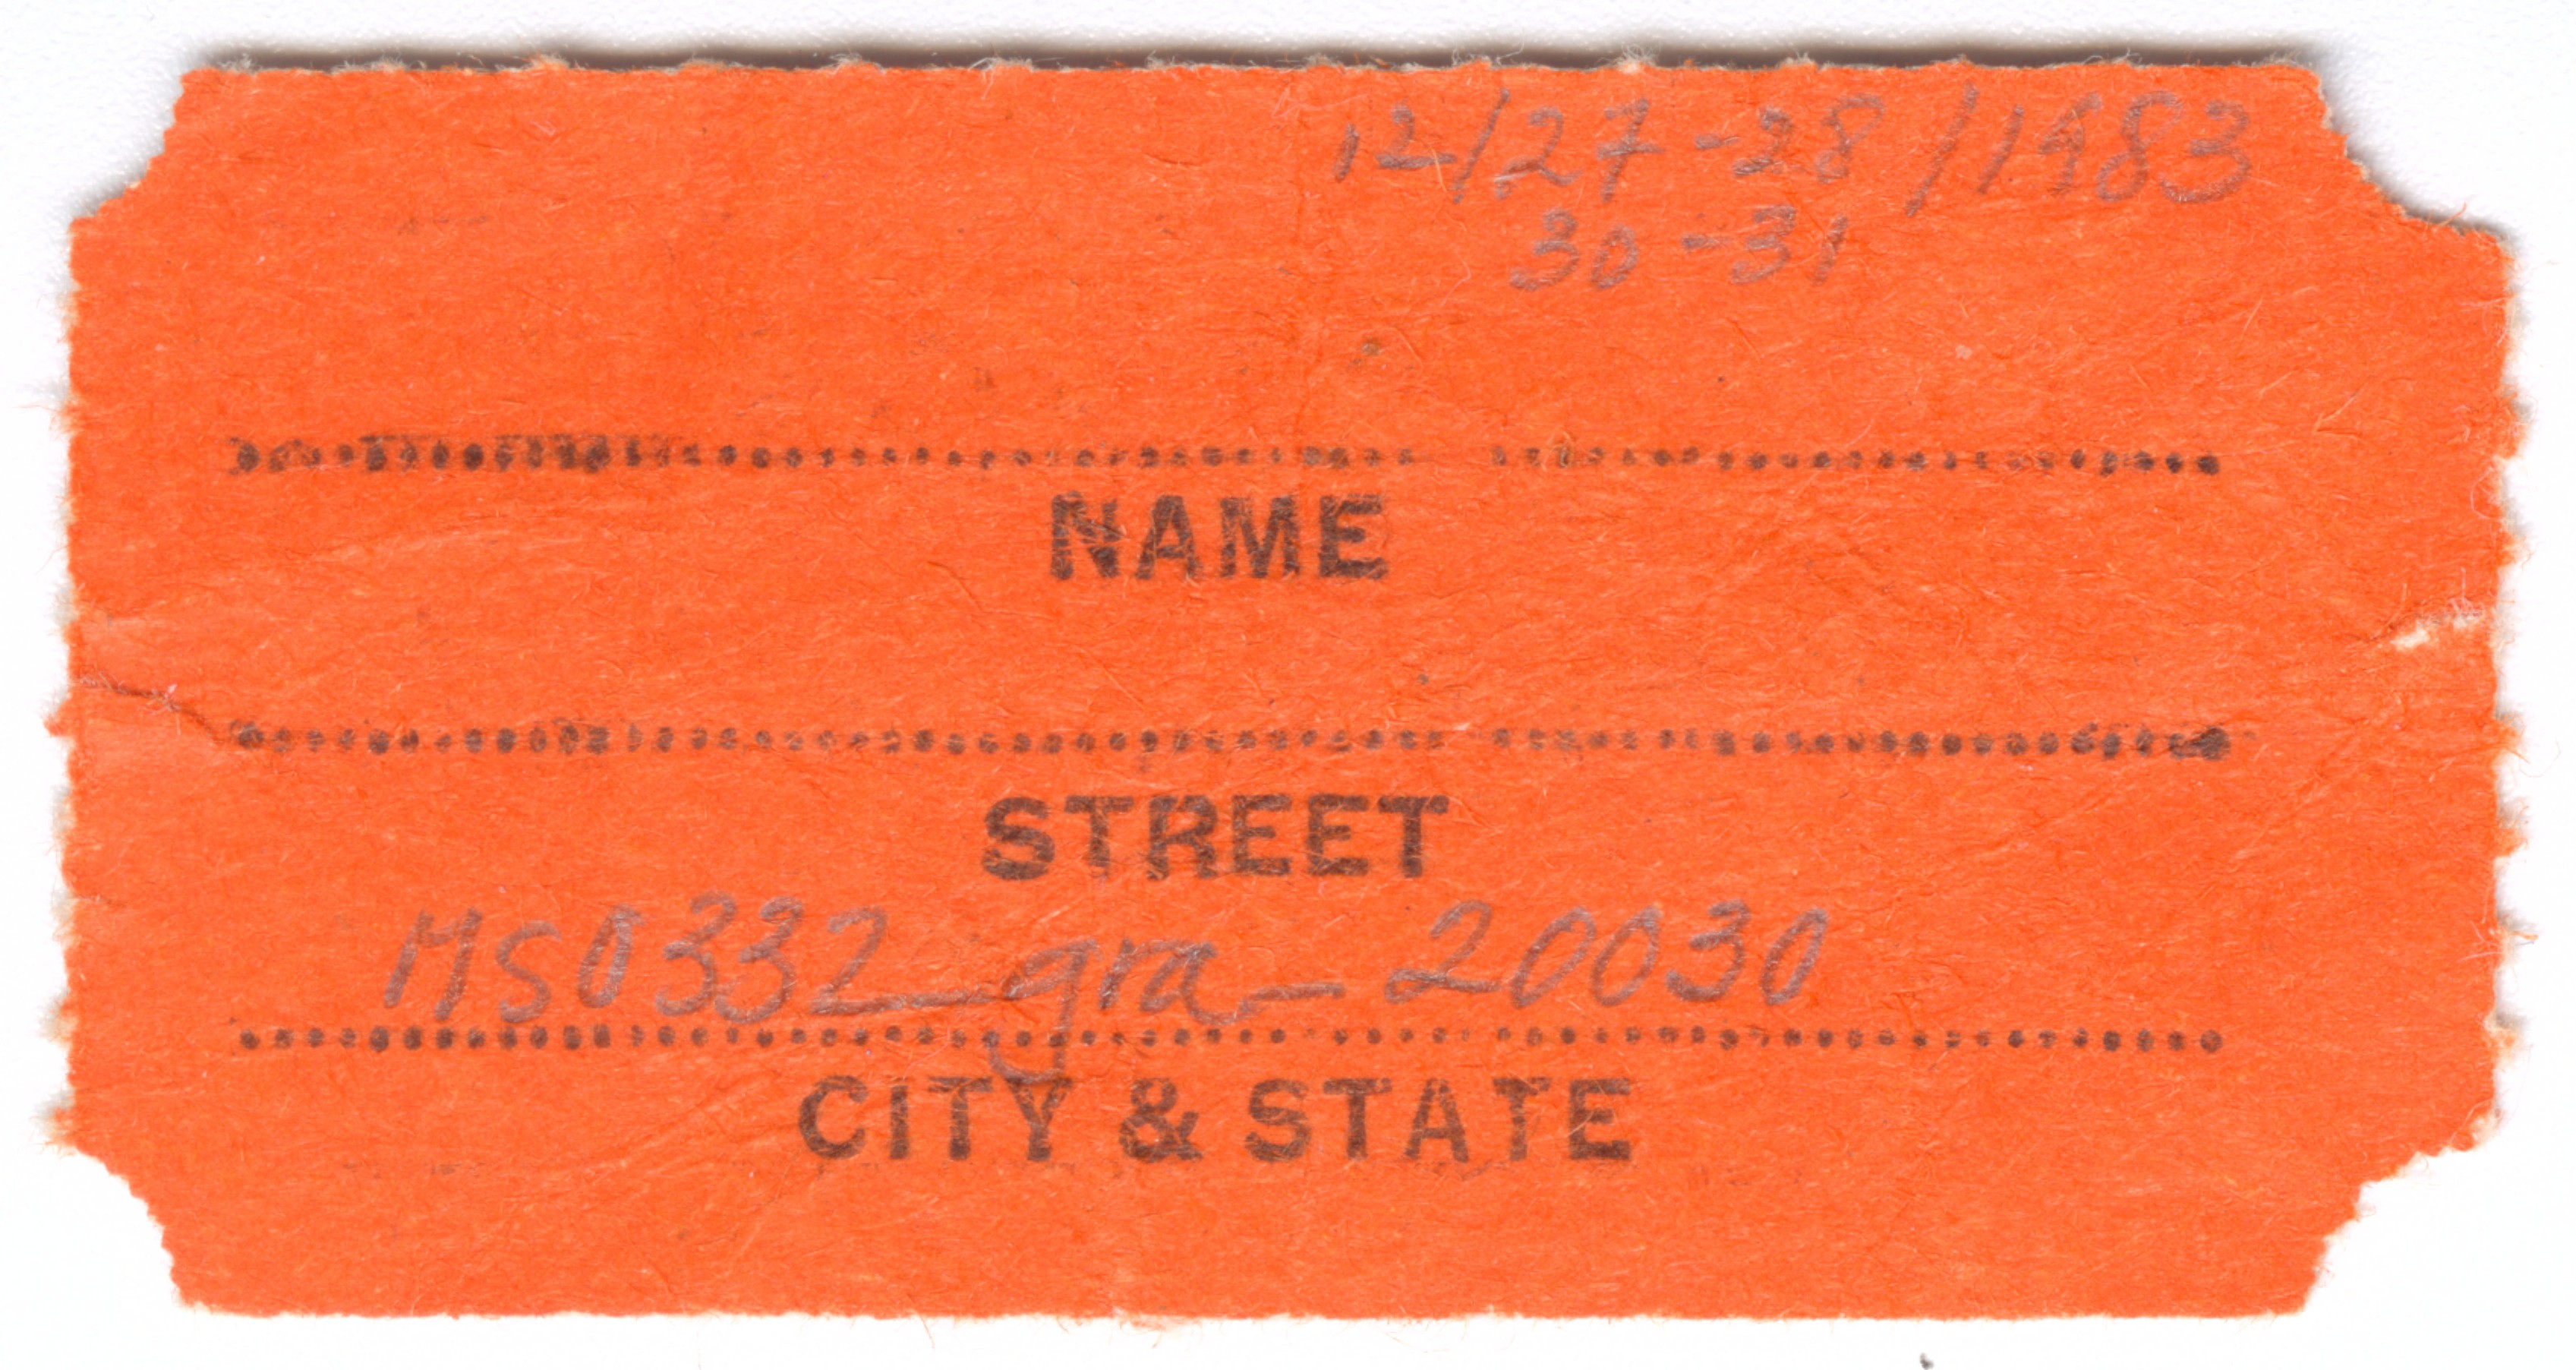 12/27-28/1983
30-31
NAME
STREET
MS0332_gra_20030
CITY & STATE